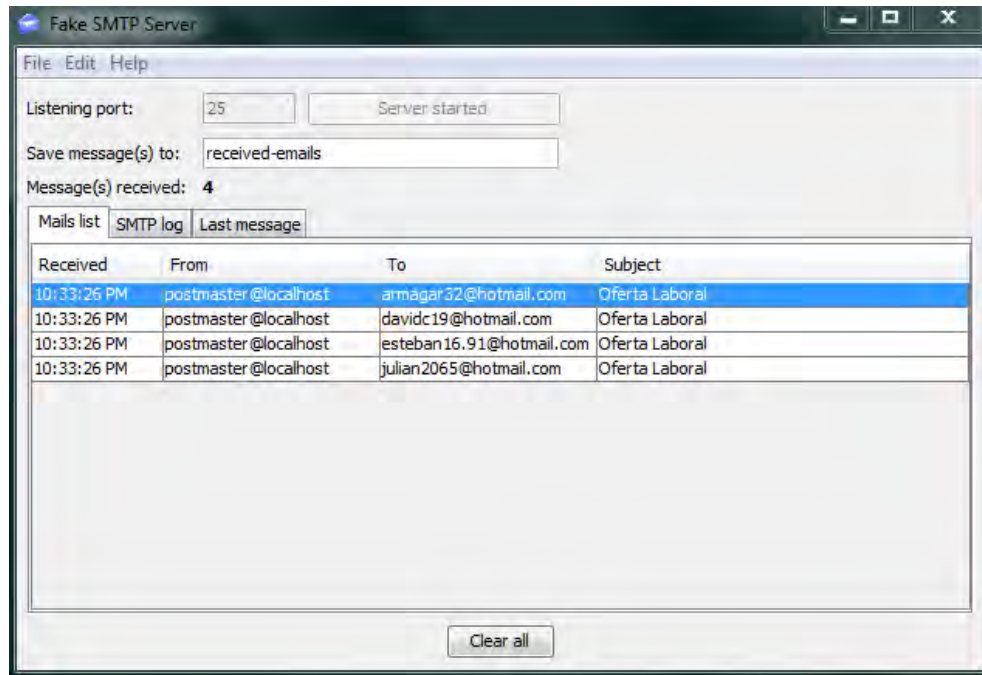 Fake SMTP Server
File Edit Help
Listening port: 25 Server started
Save message(s) to: received-emails
Message(s) received: 4
Mails list SMTP log Last message
Received From To Subject
10:33:26 PM postmaster@localhost armagar32@hotmail.com Oferta Laboral
10:33:26 PM postmaster@localhost davidc19@hotmail.com Oferta Laboral
10:33:26 PM postmaster@localhost esteban16.91@hotmail.com Oferta Laboral
10:33:26 PM postmaster@localhost julian2065@hotmail.com Oferta Laboral
Clear all